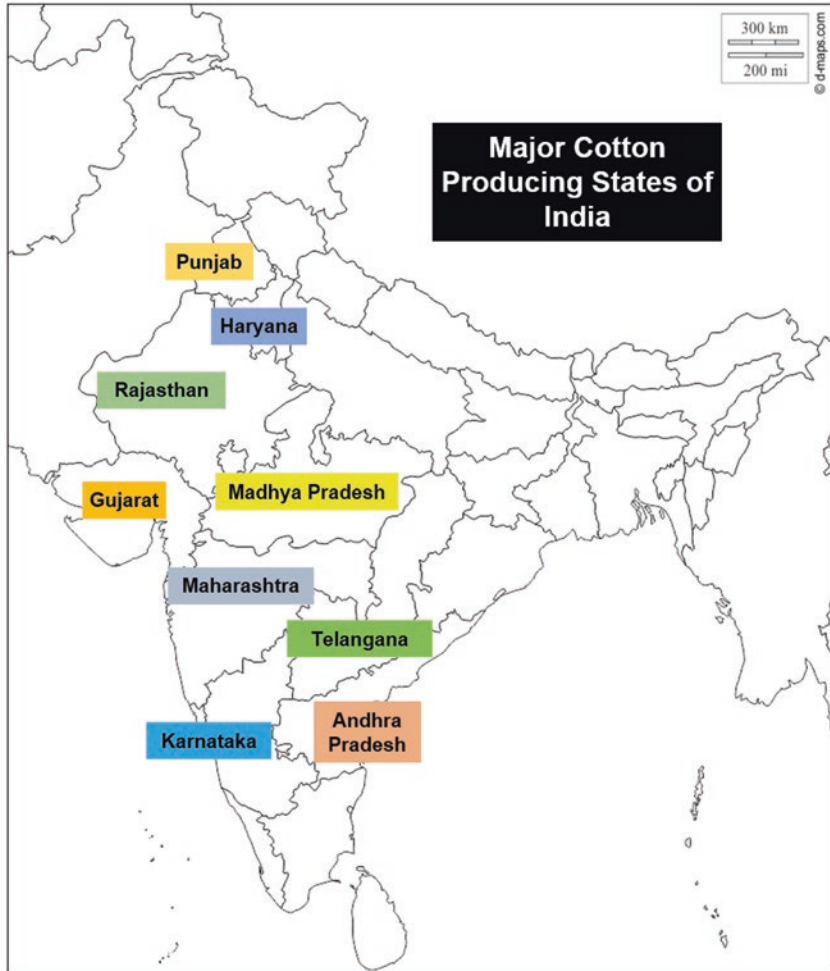 300 km
200 mi
© d-maps.com
Major Cotton
Producing States of
India
Punjab
Haryana
Rajasthan
Madhya Pradesh
Gujarat
Maharashtra
Telangana
Andhra
Pradesh
Karnataka